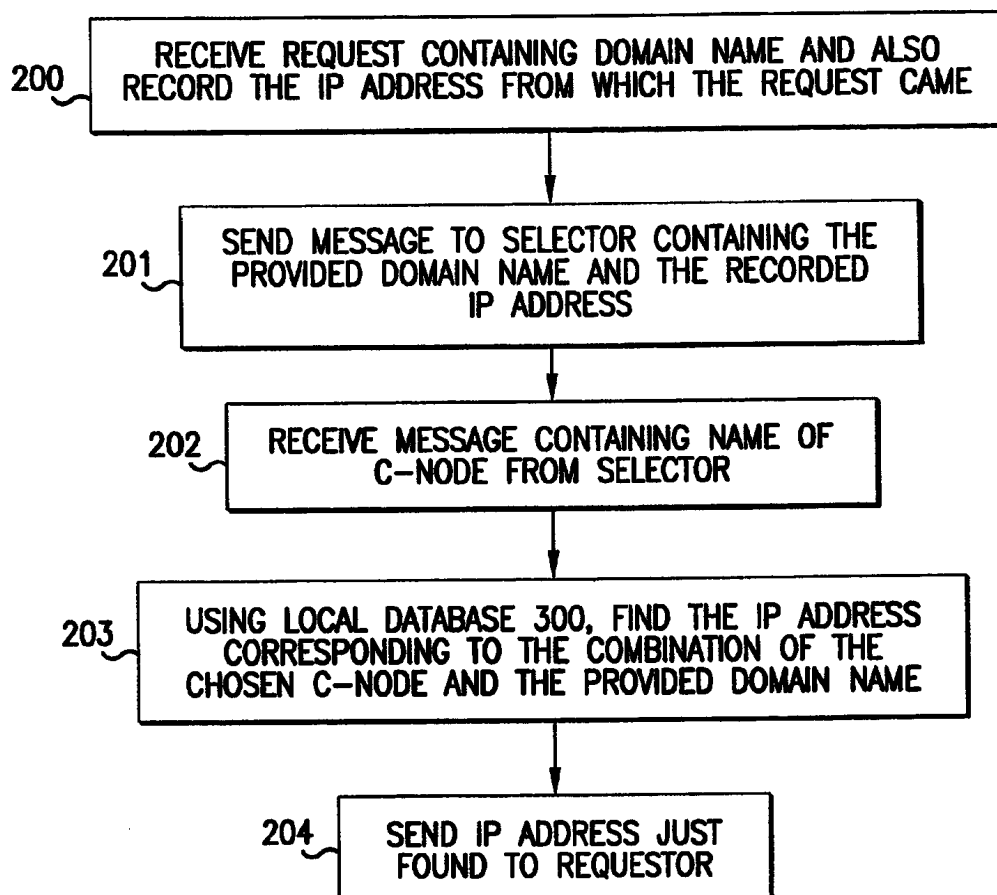 200
RECEIVE REQUEST CONTAINING DOMAIN NAME AND ALSO
RECORD THE IP ADDRESS FROM WHICH THE REQUEST CAME
201
SEND MESSAGE TO SELECTOR CONTAINING THE
PROVIDED DOMAIN NAME AND THE RECORDED
IP ADDRESS
202
RECEIVE MESSAGE CONTAINING NAME OF
C-NODE FROM SELECTOR
203
USING LOCAL DATABASE 300, FIND THE IP ADDRESS
CORRESPONDING TO THE COMBINATION OF THE
CHOSEN C-NODE AND THE PROVIDED DOMAIN NAME
204
SEND IP ADDRESS JUST
FOUND TO REQUESTOR